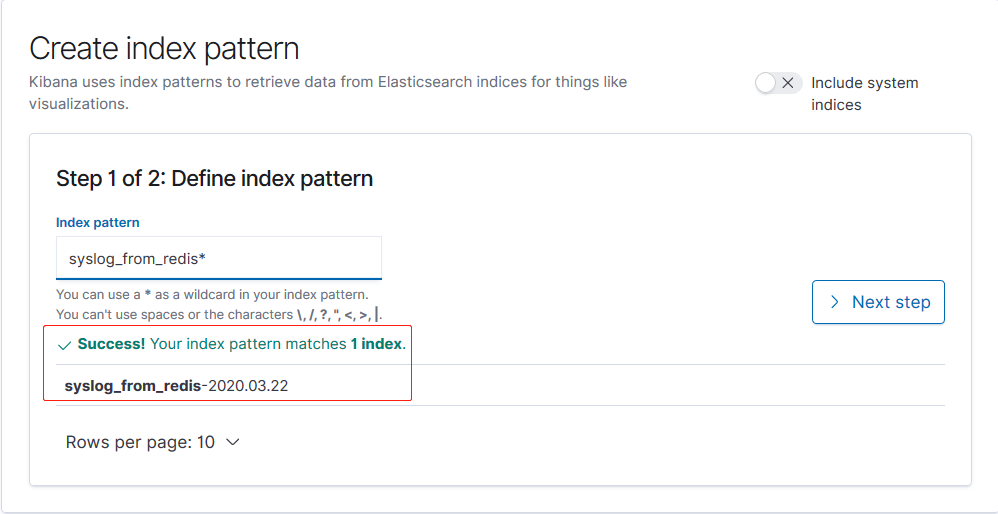 Create index pattern
Kibana uses index patterns to retrieve data from Elasticsearch indices for things like
visualizations.
Include system
indices
Step 1 of 2: Define index pattern
Index pattern
syslog_from_redis*
You can use a * as a wildcard in your index pattern.
You can't use spaces or the characters \, /, ?, ", <, >, |.
Next step
Success! Your index pattern matches 1 index.
syslog_from_redis-2020.03.22
Rows per page: 10